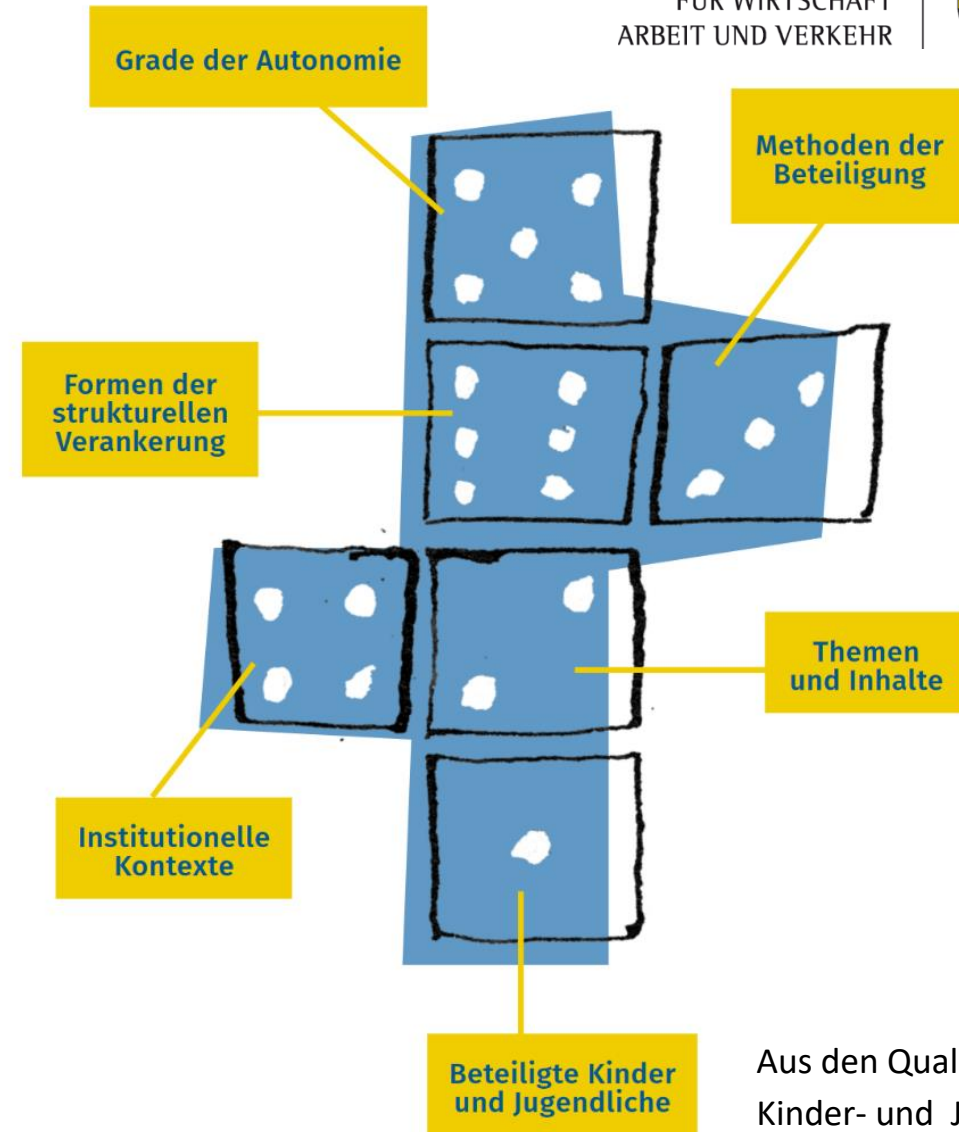 FÜR WIRTSCHAFT
ARBEIT UND VERKEHR
Grade der Autonomie
Methoden der
Beteiligung
Formen der
strukturellen
Verankerung
Themen
und Inhalte
Institutionelle
Kontexte
Beteiligte Kinder
und Jugendliche
Aus den Qual
Kinder- und J